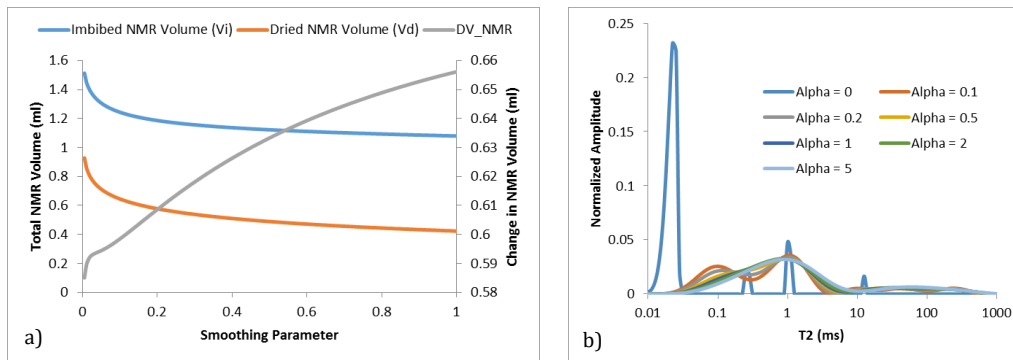 Imbibed NMR Volume (Vi) Dried NMR Volume (Vd) DV_NMR
Total NMR Volume (ml)
1.6
1.4
1.2
1
0.8
0.6
0.4
0.2
0
0 0.2 0.4 0.6 0.8 1
Smoothing Parameter
0.66
0.65
0.64
0.63
0.62
0.61
0.6
0.59
0.58
Change in NMR Volume (ml)
a)
Normalized Amplitude
0.25
0.2
0.15
0.1
0.05
0
Alpha = 0 Alpha = 0.1
Alpha = 0.2 Alpha = 0.5
Alpha = 1 Alpha = 2
Alpha = 5
0.01 0.1 1 10 100 1000
T2 (ms)
b)